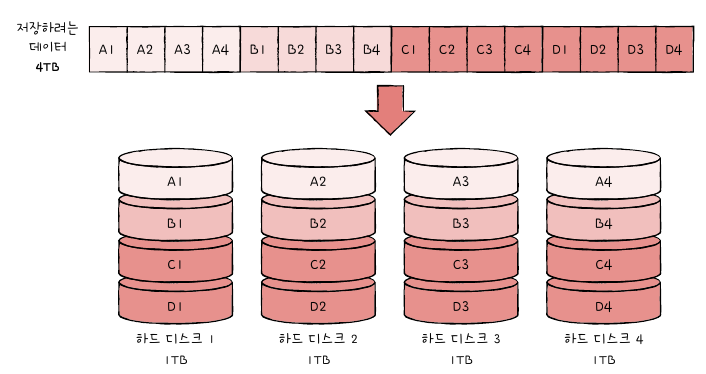 저장하려는
데이터
4TB
A1 A2 A3 A4 B1 B2 B3 B4 C1 C2 C3 C4 D1 D2 D3 D4
A1 A2 A3 A4
B1 B2 B3 B4
C1 C2 C3 C4
D1 D2 D3 D4
하드 디스크 1 하드 디스크 2 하드 디스크 3 하드 디스크 4
1TB 1TB 1TB 1TB